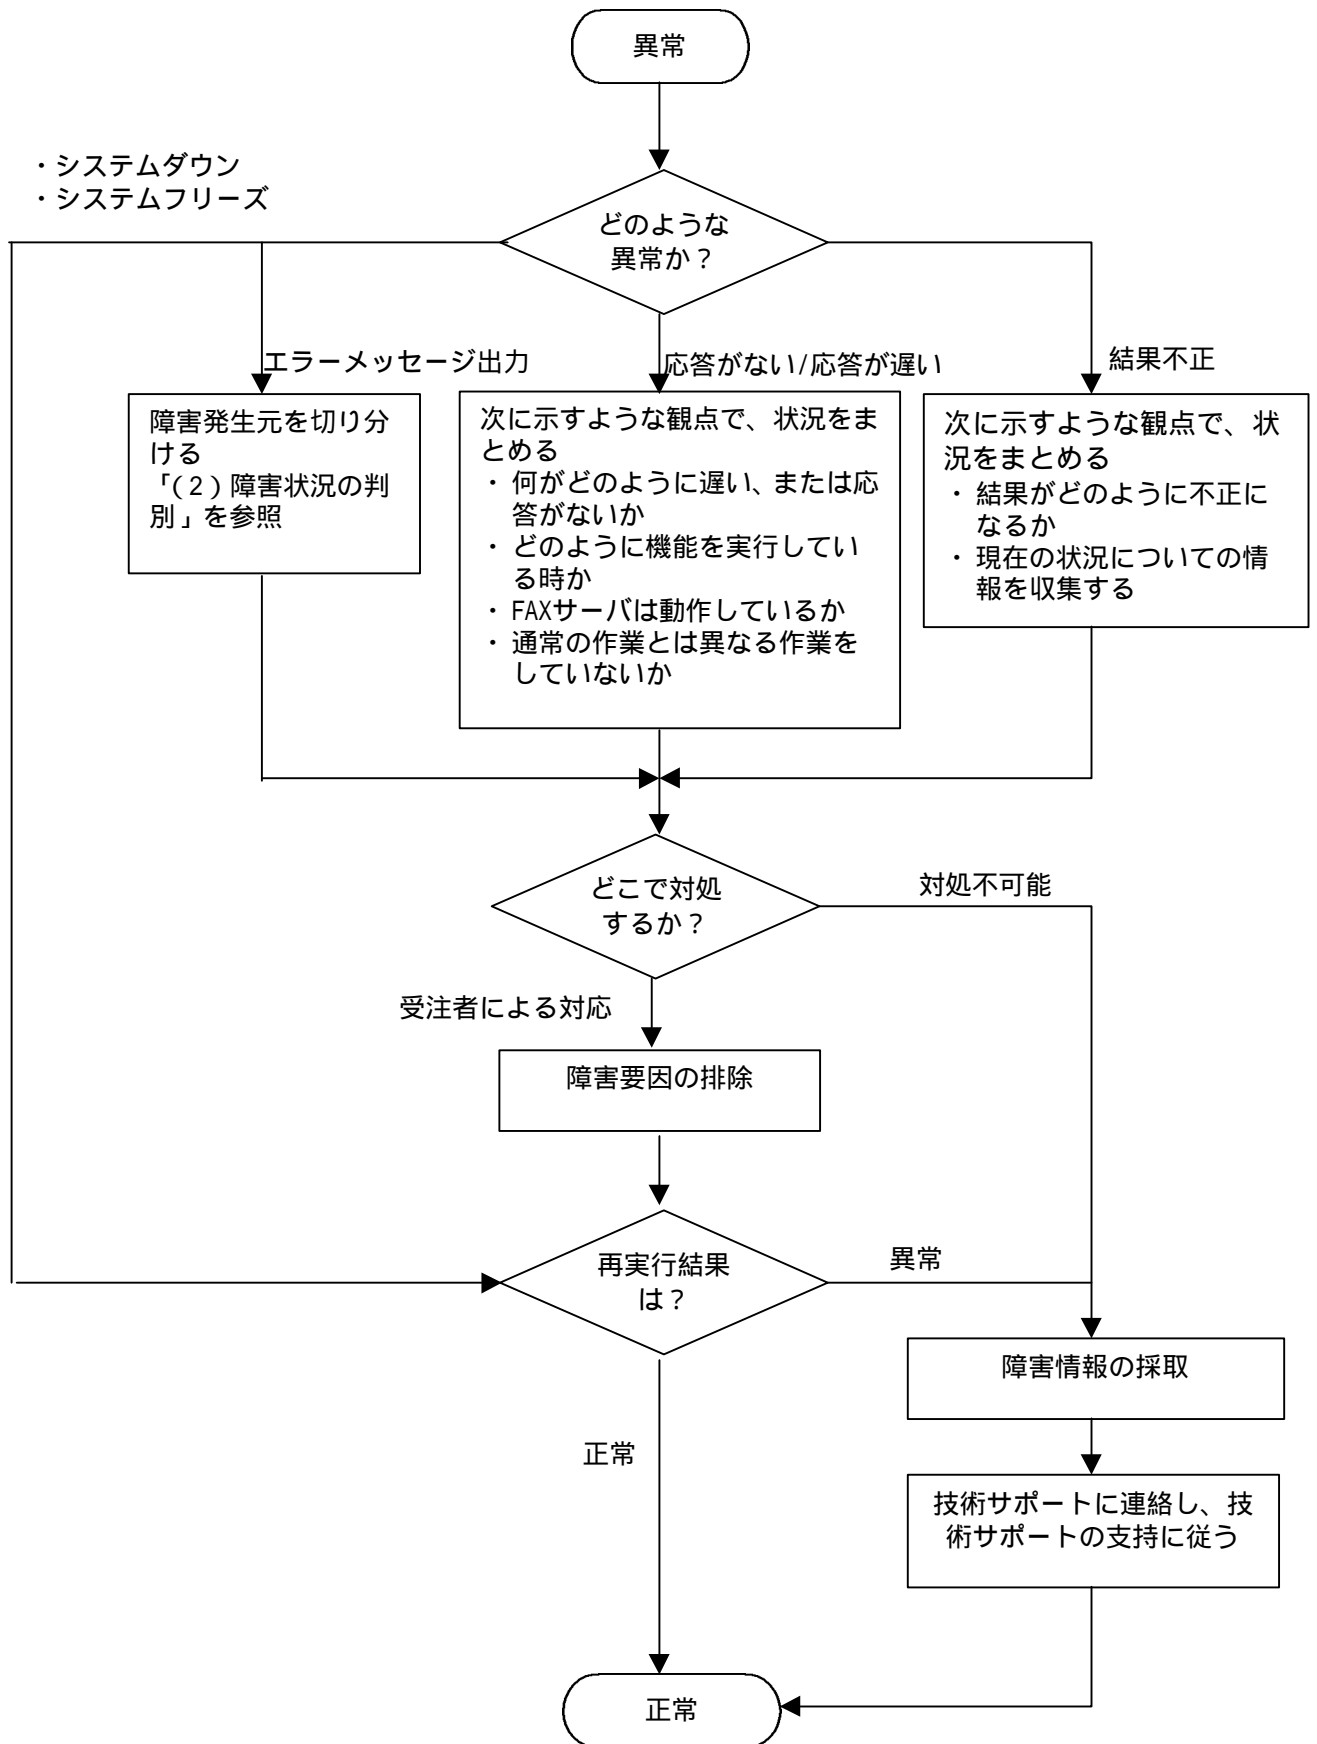 異常
・システムダウン
・システムフリーズ
どのような
異常か？
エラーメッセージ出力
応答がない/応答が遅い
結果不正
障害発生元を切り分
ける
「(２)障害状況の判
別」を参照
次に示すような観点で、状況をま
とめる
・ 何がどのように遅い、または応
答がないか
・ どのように機能を実行してい
る時か
・ FAXサーバは動作しているか
・ 通常の作業とは異なる作業を
していないか
次に示すような観点で、状
況をまとめる
・ 結果がどのように不正に
なるか
・ 現在の状況についての情
報を収集する
どこで対処
するか？
対処不可能
受注者による対応
障害要因の排除
再実行結果
は？
異常
障害情報の採取
正常
技術サポートに連絡し、技
術サポートの支持に従う
正常